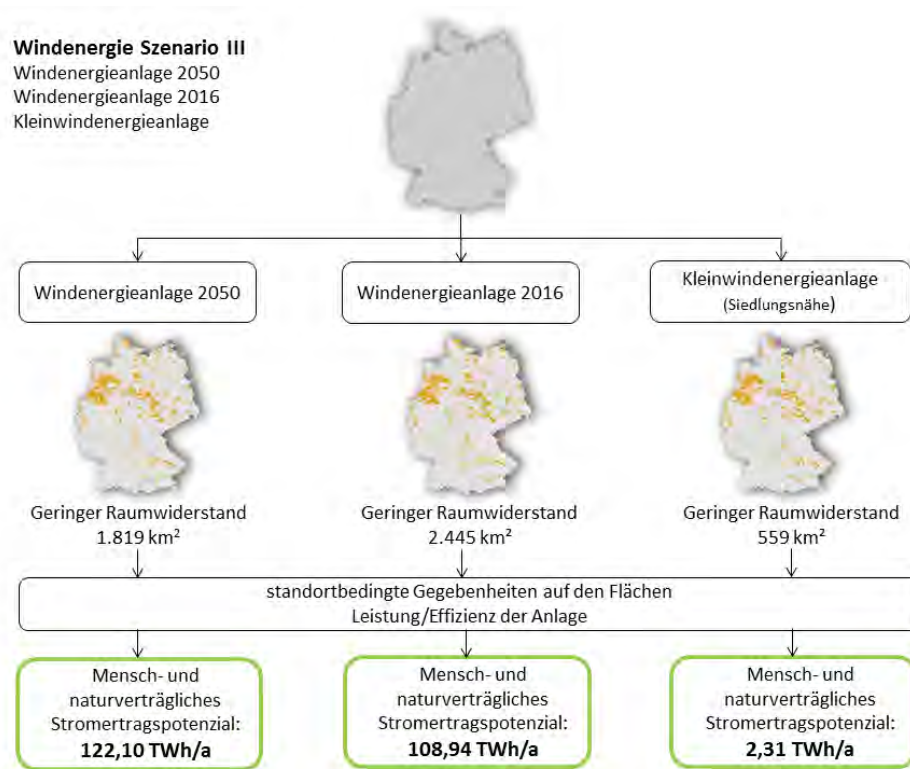 Windenergie Szenario III
Windenergieanlage 2050
Windenergieanlage 2016
Kleinwindenergieanlage
Windenergieanlage 2050
Windenergieanlage 2016
Kleinwindenergieanlage
(Siedlungsnähe)
Geringer Raumwiderstand
1.819 km²
Geringer Raumwiderstand
2.445 km²
Geringer Raumwiderstand
559 km²
standortbedingte Gegebenheiten auf den Flächen
Leistung/Effizienz der Anlage
Mensch- und
naturverträgliches
Stromertragspotenzial:
122,10 TWh/a
Mensch- und
naturverträgliches
Stromertragspotenzial:
108,94 TWh/a
Mensch- und
naturverträgliches
Stromertragspotenzial:
2,31 TWh/a